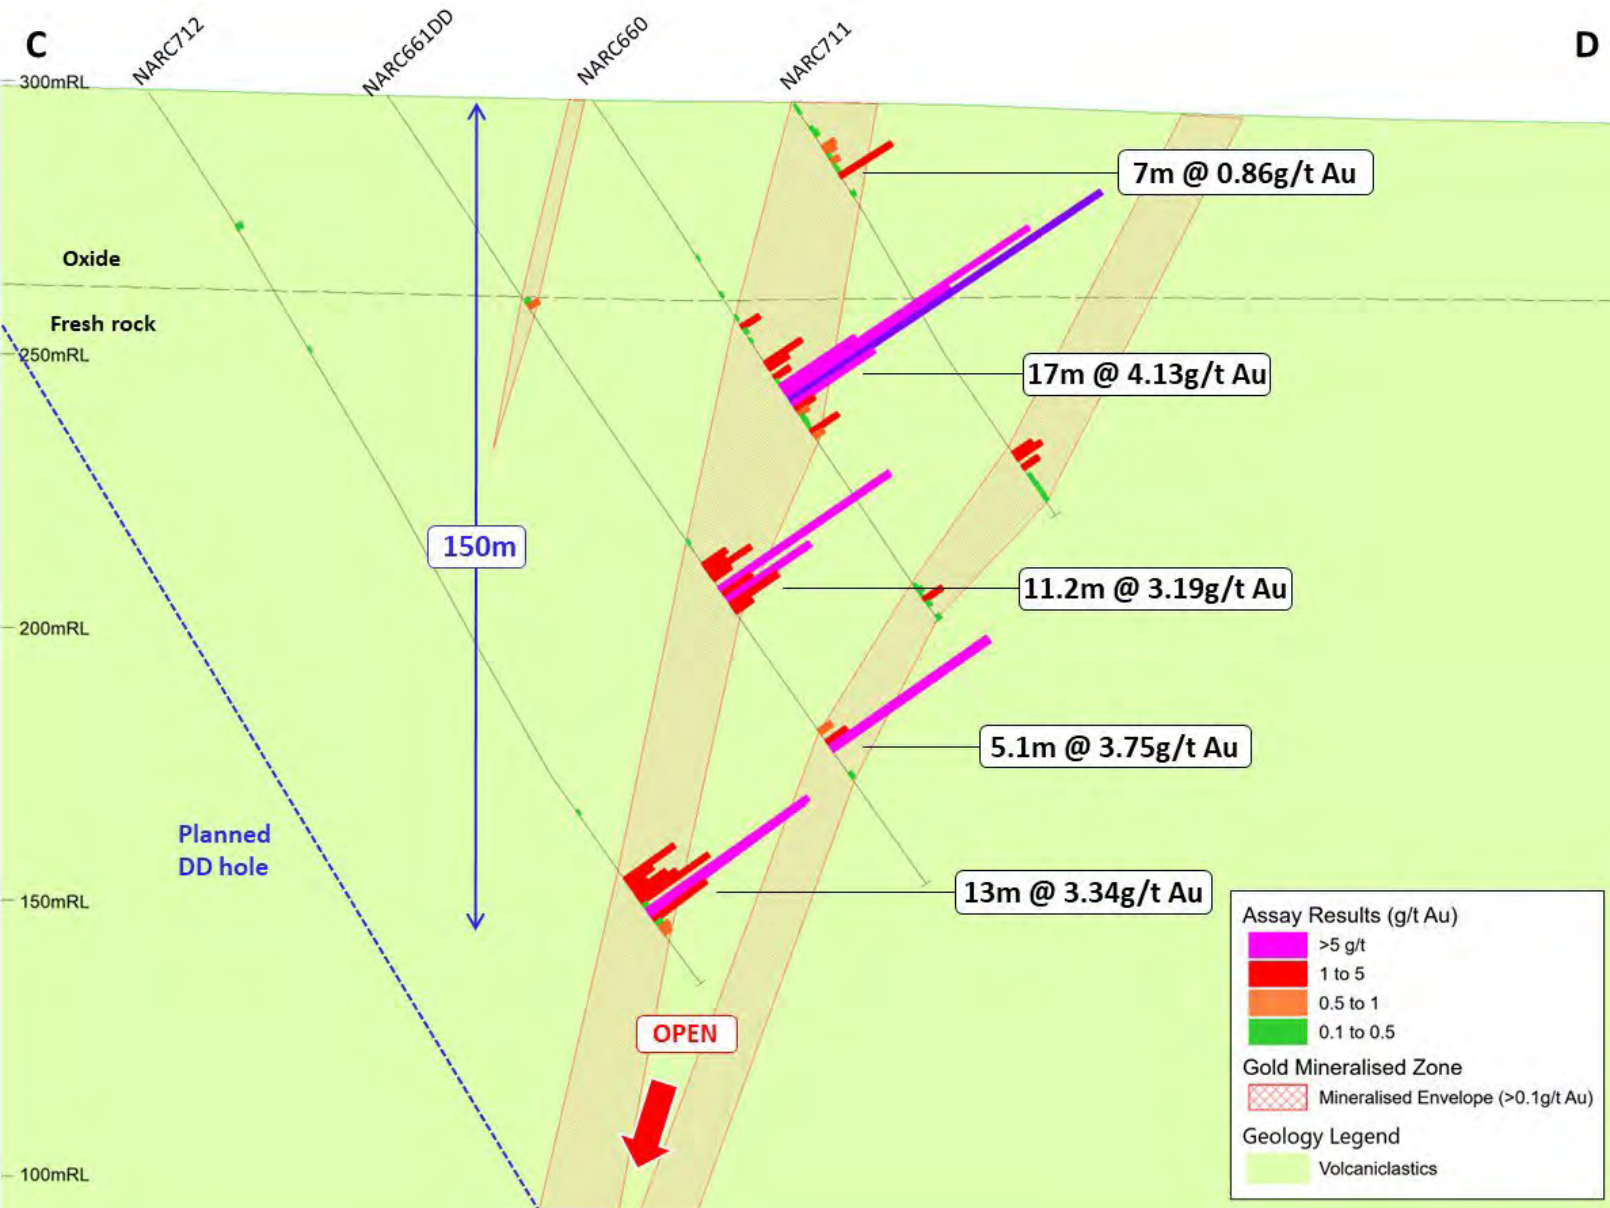 C
NARC712
NARC661DD
NARC660
NARC711
D
300mRL
7m @ 0.86g/t Au
Oxide
Fresh rock
250mRL
17m @ 4.13g/t Au
150m
11.2m @ 3.19g/t Au
200mRL
5.1m @ 3.75g/t Au
Planned
DD hole
13m @ 3.34g/t Au
150mRL
OPEN
100mRL
Assay Results (g/t Au)
>5 g/t
1 to 5
0.5 to 1
0.1 to 0.5
Gold Mineralised Zone
Mineralised Envelope (>0.1g/t Au)
Geology Legend
Volcaniclastics